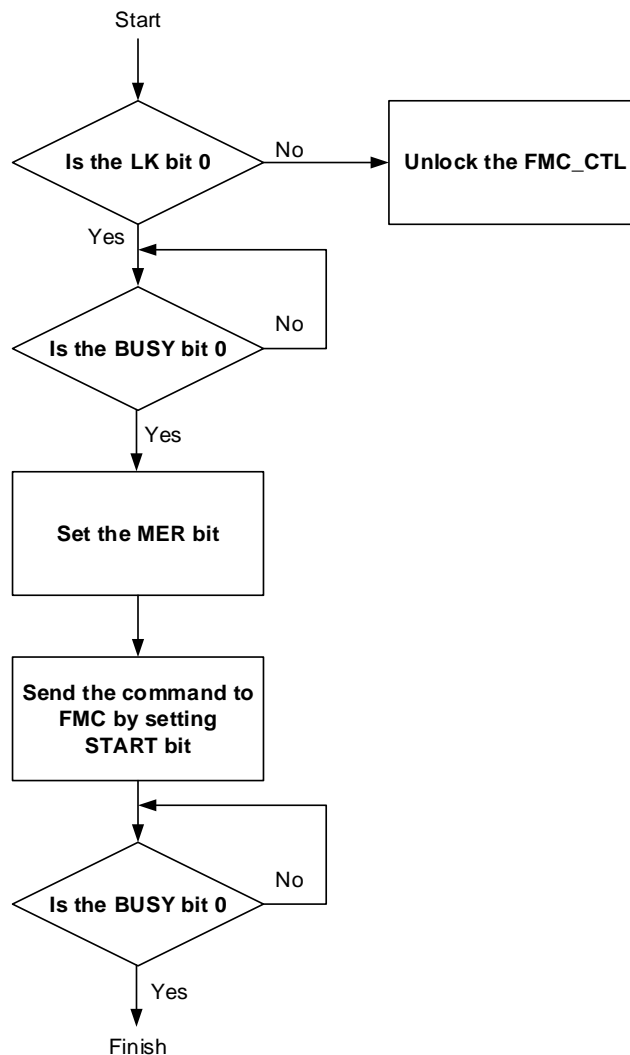 Start
Is the LK bit 0
No
Unlock the FMC_CTL
Yes
No
Is the BUSY bit 0
Yes
Set the MER bit
Send the command to
FMC by setting
START bit
No
Is the BUSY bit 0
Yes
Finish